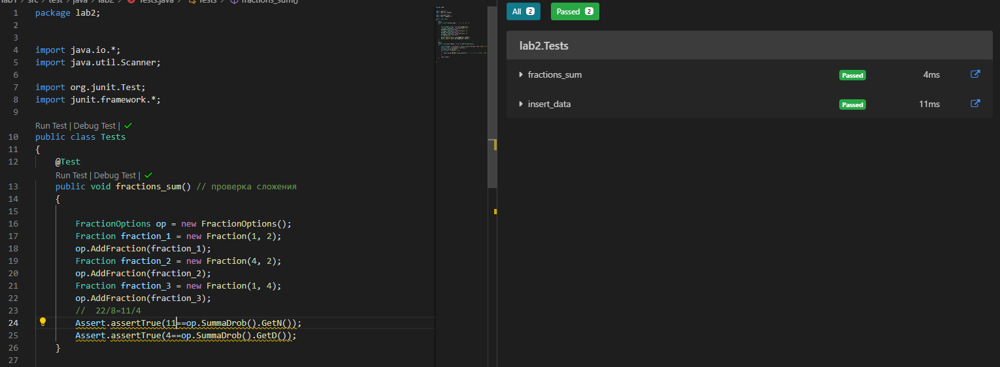 lab1 > src > test > java > lab2 > Tests.java > Tests > fractions_sum()
1 package lab2;
2
3
4 import java.io.*;
5 import java.util.Scanner;
6
7 import org.junit.Test;
8 import junit.framework.*;
9
Run Test | Debug Test |
10 public class Tests
11 {
12 @Test
Run Test | Debug Test |
13 public void fractions_sum() // проверка сложения
14 {
15
16 FractionOptions op = new FractionOptions();
17 Fraction fraction_1 = new Fraction(1, 2);
18 op.AddFraction(fraction_1);
19 Fraction fraction_2 = new Fraction(4, 2);
20 op.AddFraction(fraction_2);
21 Fraction fraction_3 = new Fraction(1, 4);
22 op.AddFraction(fraction_3);
23 // 22/8=11/4
24 Assert.assertTrue(11==op.SummaDrob().GetN());
25 Assert.assertTrue(4==op.SummaDrob().GetD());
26 }
27
All 2 Passed 2
lab2.Tests
fractions_sum Passed 4ms
insert_data Passed 11ms